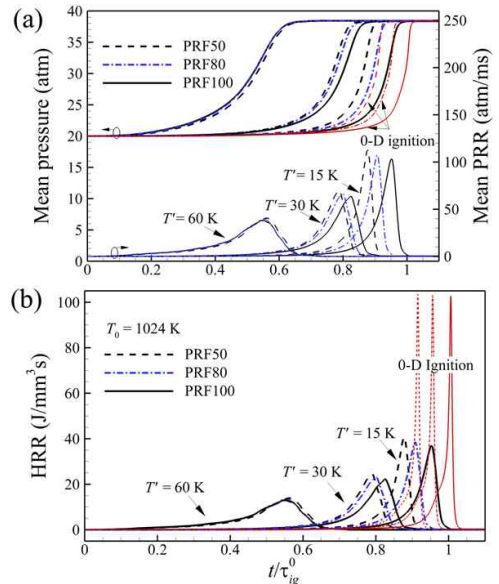 (a)
40
35
30
25
20
15
10
5
0
Mean pressure (atm)
250
200
150
100
50
0
Mean PRR (atm/ms)
PRF50
PRF80
PRF100
0-D ignition
T' = 15 K
T' = 30 K
T' = 60 K
0.2 0.4 0.6 0.8 1
(b)
100
80
60
40
20
0
HRR (J/mm³s)
T₀ = 1024 K
PRF50
PRF80
PRF100
0-D Ignition
T' = 15 K
T' = 30 K
T' = 60 K
0 0.2 0.4 0.6 0.8 1
t/τ⁰ig